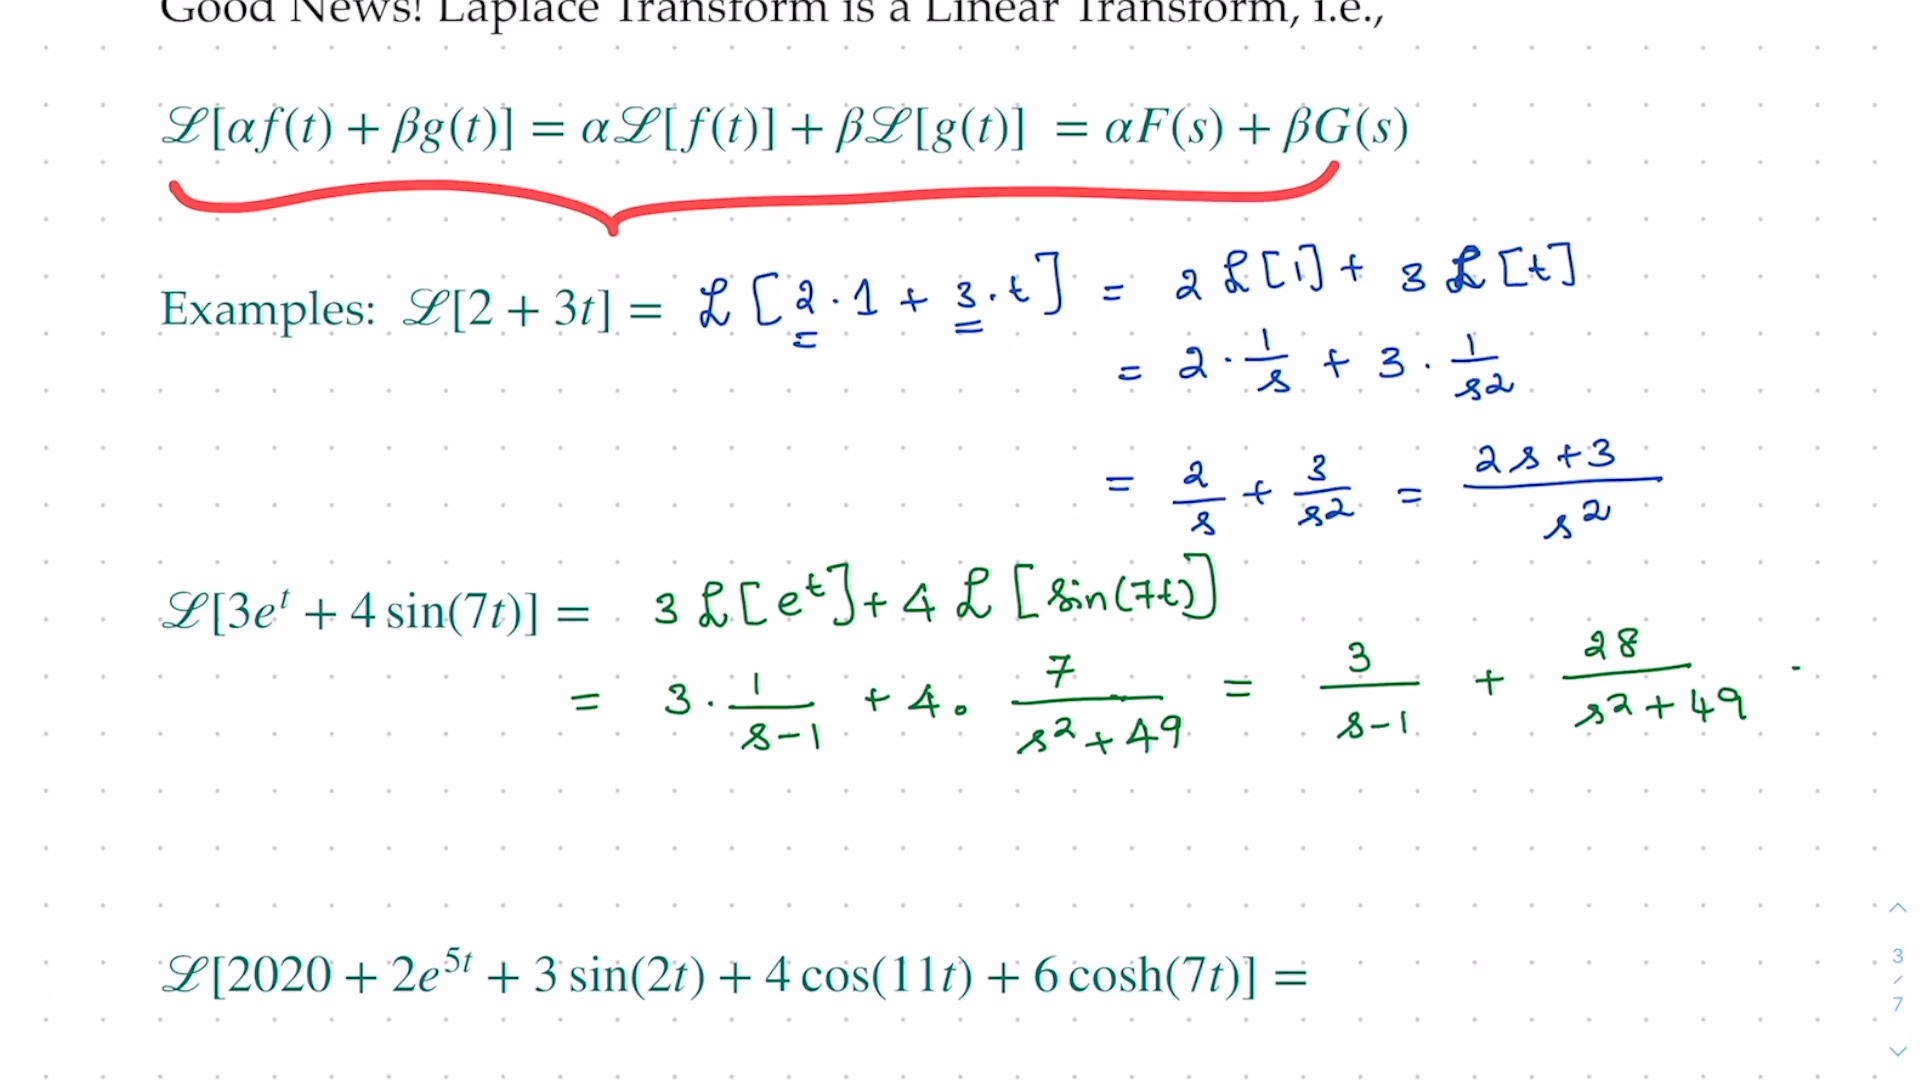 Good News! Laplace Transform is a Linear Transform, i.e.,
ℒ[αf(t) + βg(t)] = αℒ[f(t)] + βℒ[g(t)] = αF(s) + βG(s)
Examples: ℒ[2 + 3t] = ℒ[2·1 + 3·t] = 2ℒ[1] + 3ℒ[t]
= 2·1/s + 3·1/s²
= 2/s + 3/s² = (2s+3)/s²
ℒ[3eᵗ + 4 sin(7t)] = 3ℒ[eᵗ] + 4ℒ[sin(7t)]
= 3·1/(s-1) + 4·7/(s²+49) = 3/(s-1) + 28/(s²+49).
ℒ[2020 + 2e⁵ᵗ + 3 sin(2t) + 4 cos(11t) + 6 cosh(7t)] =
3
/
7